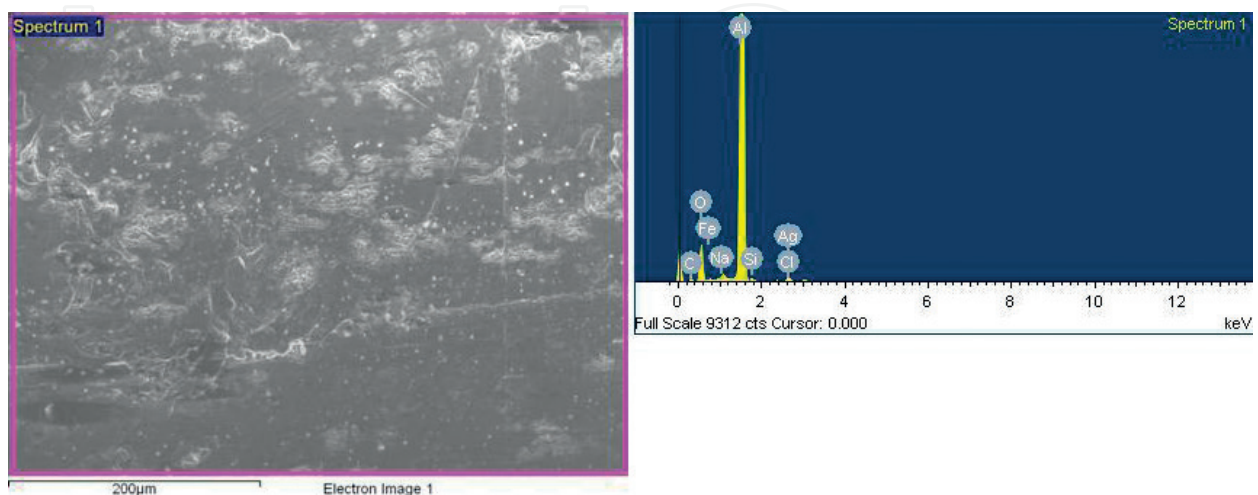 Spectrum 1
200µm
Electron Image 1
Spectrum 1
Al
O
Fe
Ag
C
Na
Si
Cl
0 2 4 6 8 10 12
Full Scale 9312 cts Cursor: 0.000
keV